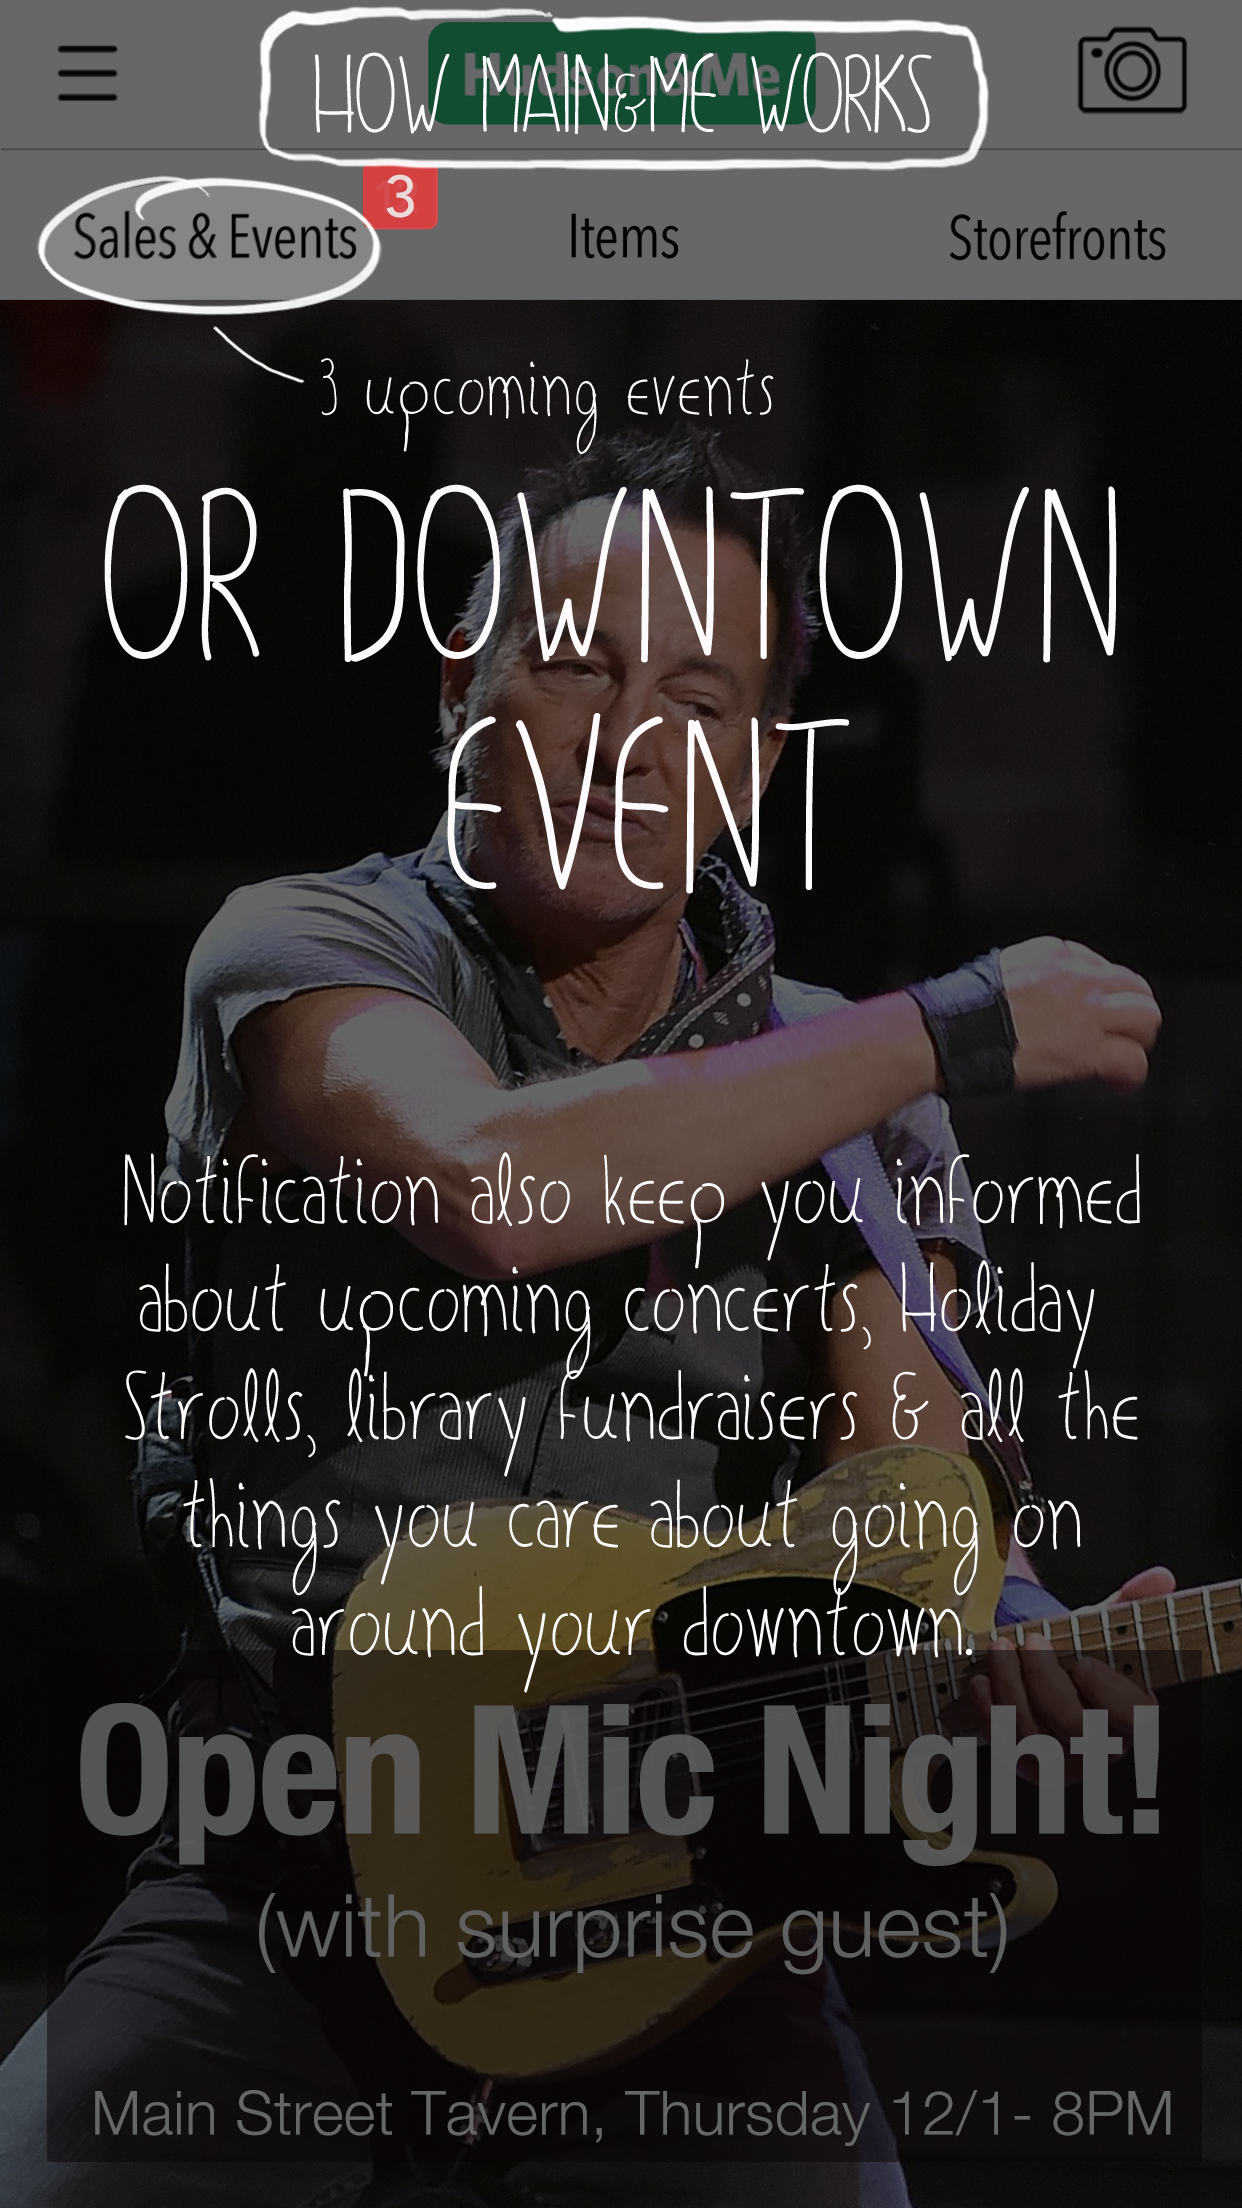 Hudson&Me
HOW MAIN&ME WORKS
3
Sales & Events Items Storefronts
3 upcoming events
OR DOWNTOWN
EVENT
Notification also keep you informed
about upcoming concerts, Holiday
Strolls, library fundraisers & all the
things you care about going on
around your downtown.
Open Mic Night!
(with surprise guest)
Main Street Tavern, Thursday 12/1- 8PM